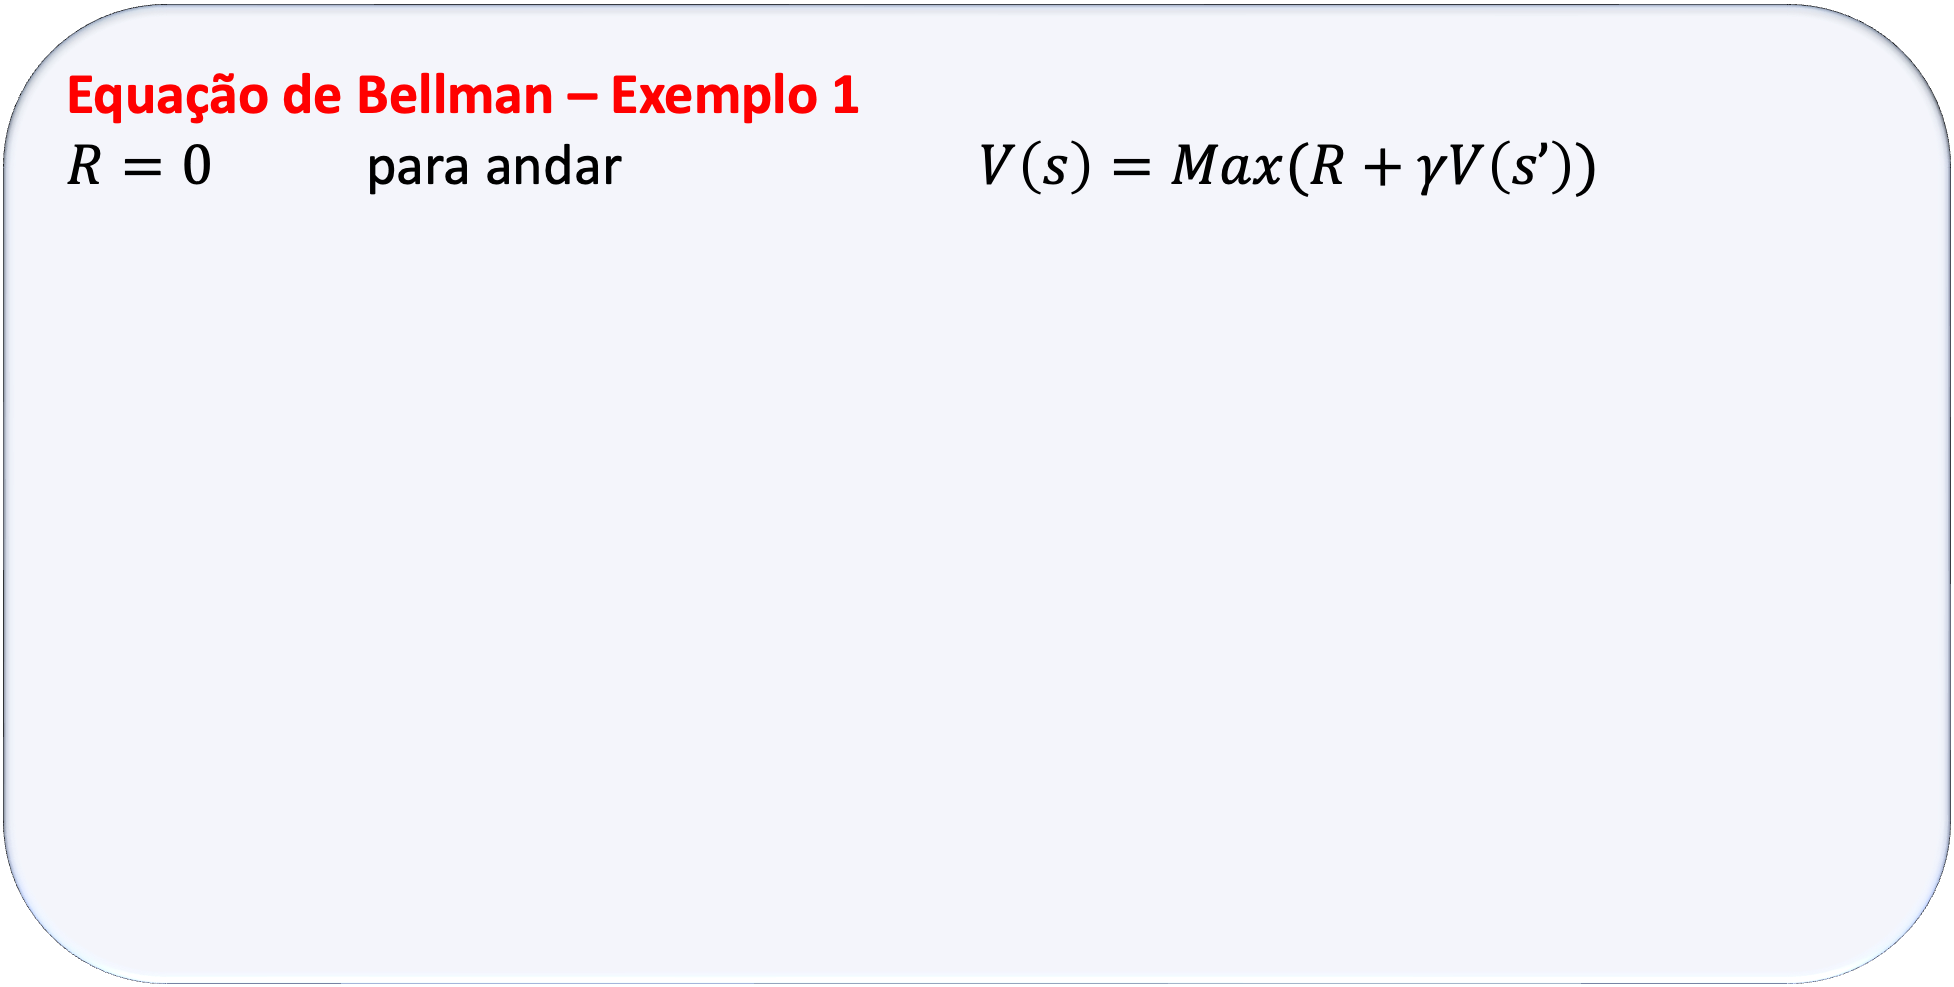 Equação de Bellman – Exemplo 1
R = 0 para andar V(s) = Max(R + γV(s’))